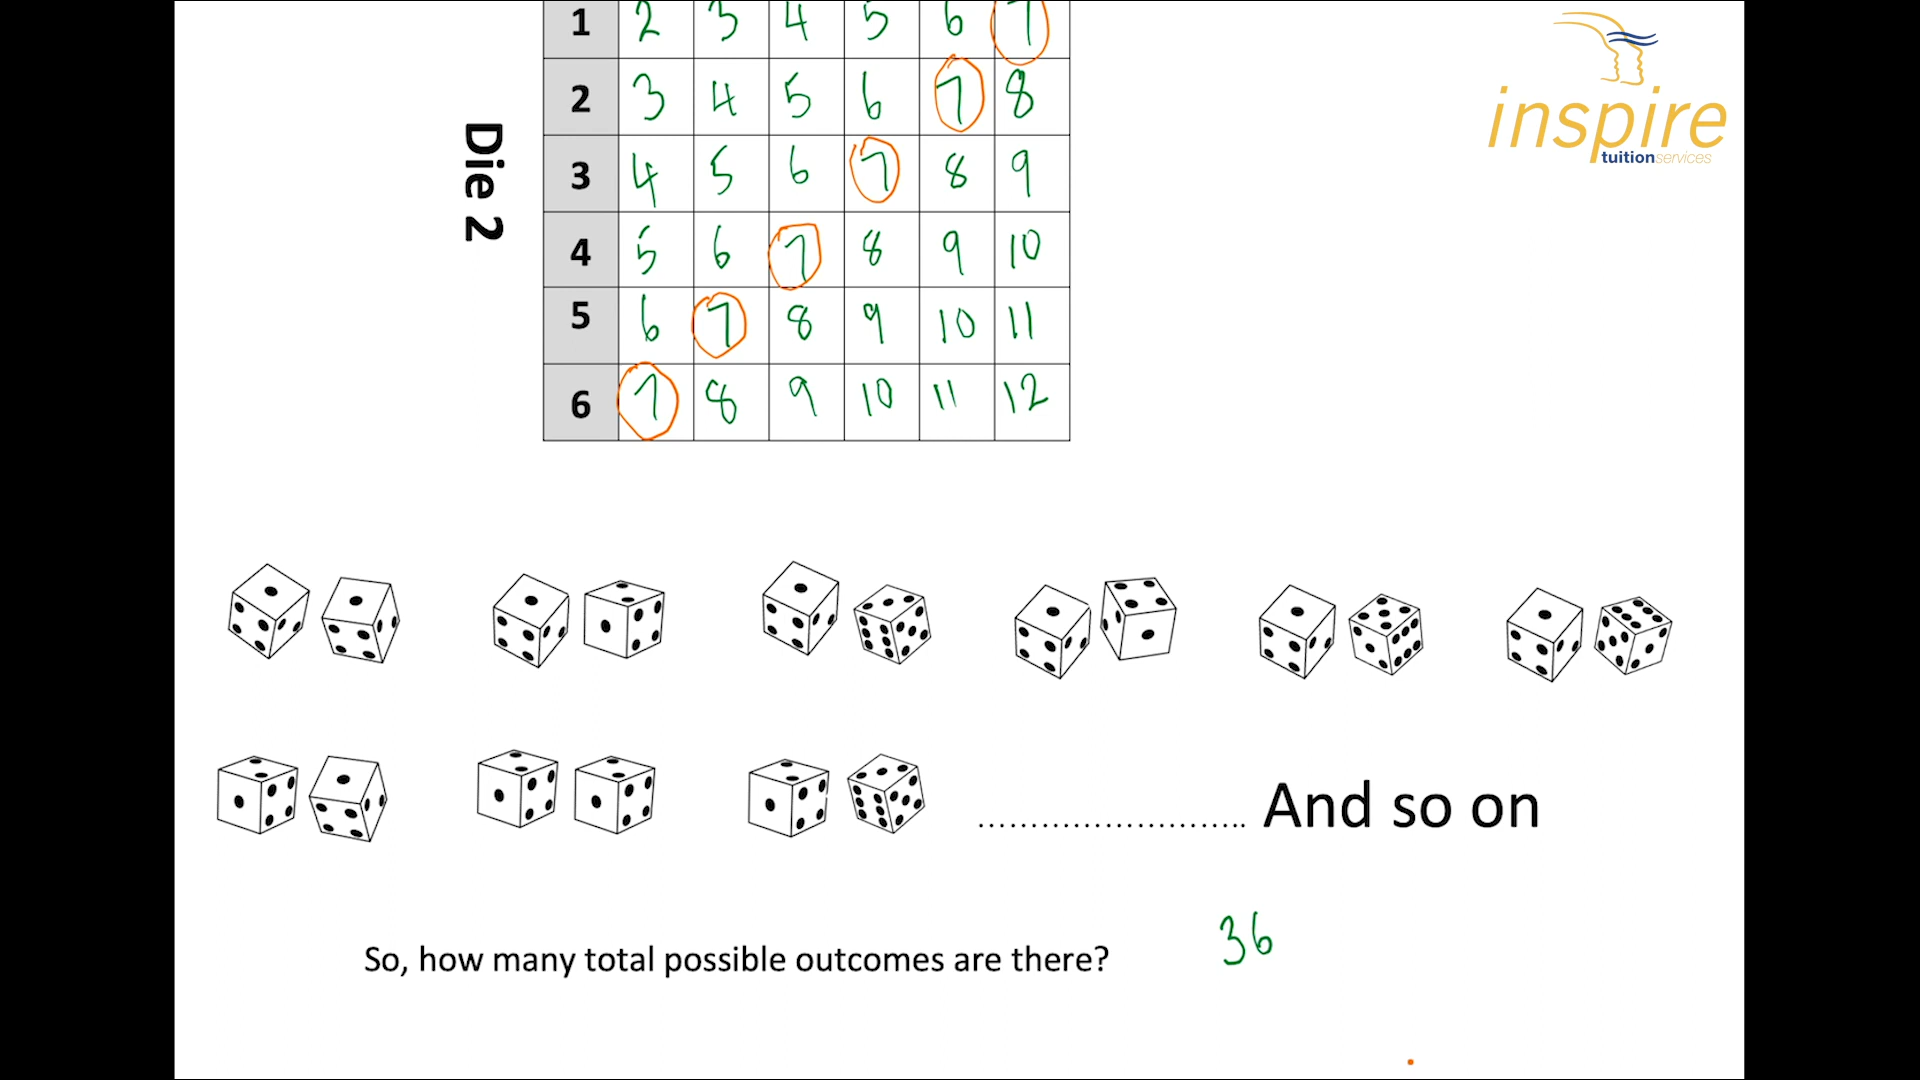 1 2 3 4 5 6 7
2 3 4 5 6 7 8
3 4 5 6 7 8 9
4 5 6 7 8 9 10
5 6 7 8 9 10 11
6 7 8 9 10 11 12
Die 2
inspire
tuitionservices
........................... And so on
So, how many total possible outcomes are there? 36